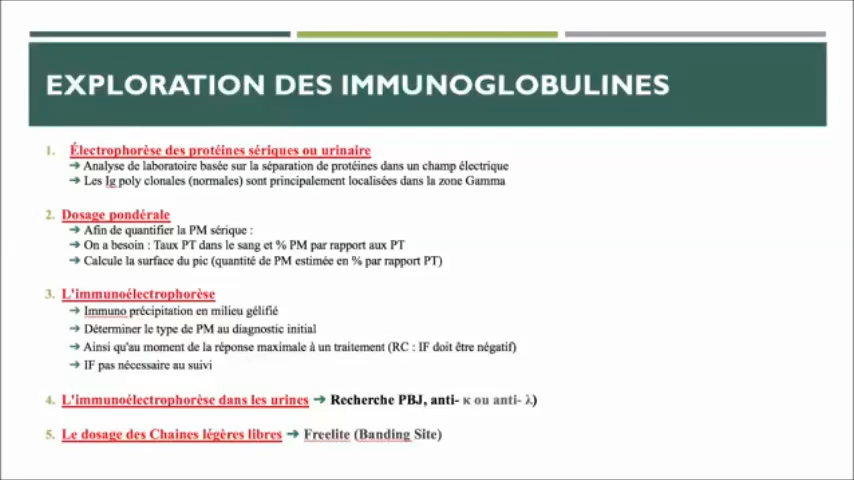 EXPLORATION DES IMMUNOGLOBULINES
1. Électrophorèse des protéines sériques ou urinaire
➔ Analyse de laboratoire basée sur la séparation de protéines dans un champ électrique
➔ Les Ig poly clonales (normales) sont principalement localisées dans la zone Gamma
2. Dosage pondérale
➔ Afin de quantifier la PM sérique :
➔ On a besoin : Taux PT dans le sang et % PM par rapport aux PT
➔ Calcule la surface du pic (quantité de PM estimée en % par rapport PT)
3. L'immunoélectrophorèse
➔ Immuno précipitation en milieu gélifié
➔ Déterminer le type de PM au diagnostic initial
➔ Ainsi qu'au moment de la réponse maximale à un traitement (RC : IF doit être négatif)
➔ IF pas nécessaire au suivi
4. L'immunoélectrophorèse dans les urines ➔ Recherche PBJ, anti- κ ou anti- λ)
5. Le dosage des Chaines légères libres ➔ Freelite (Banding Site)